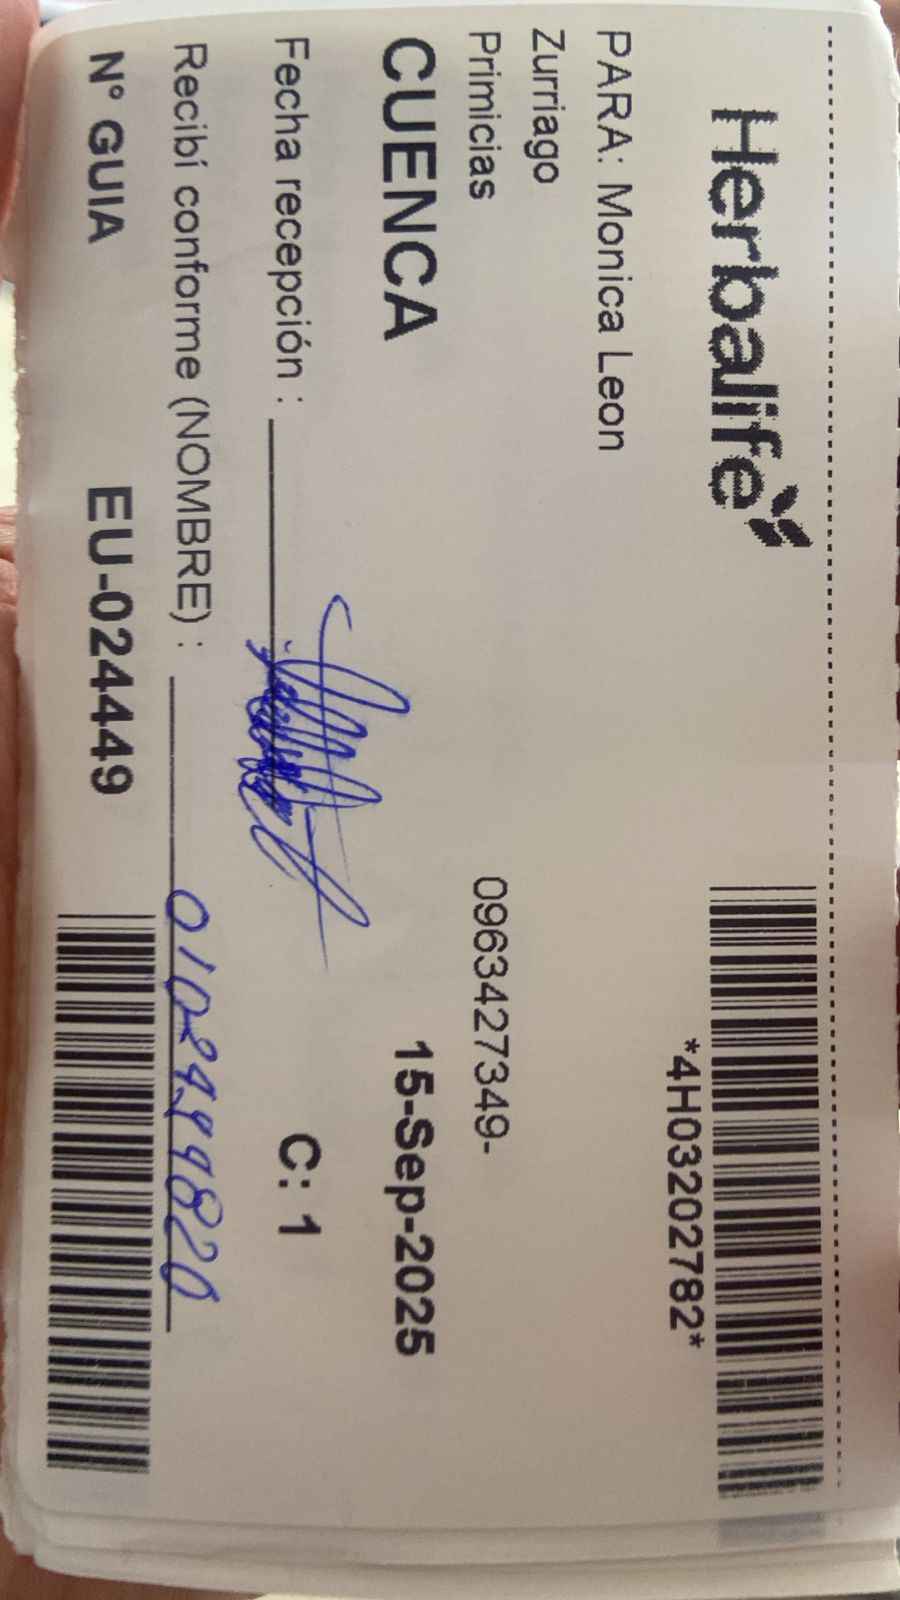 Herbalife
*4H03202782*
PARA: Monica Leon
Zurriago
Primicias 0963427349-
CUENCA 15-Sep-2025
Fecha recepción :
C: 1
Recibí conforme (NOMBRE) : 0102499820
N° GUIA EU-024449